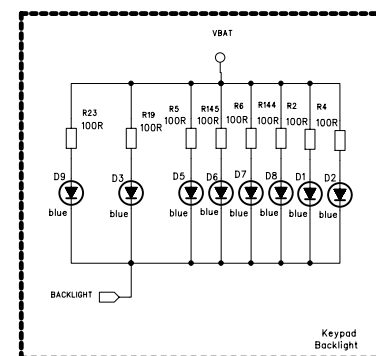 VBAT
R23
100R
R19
100R
R5
100R
R145
100R
R6
100R
R144
100R
R2
100R
R4
100R
D9
blue
D3
blue
D5
blue
D6
blue
D7
blue
D8
blue
D1
blue
D2
blue
BACKLIGHT
Keypad
Backlight